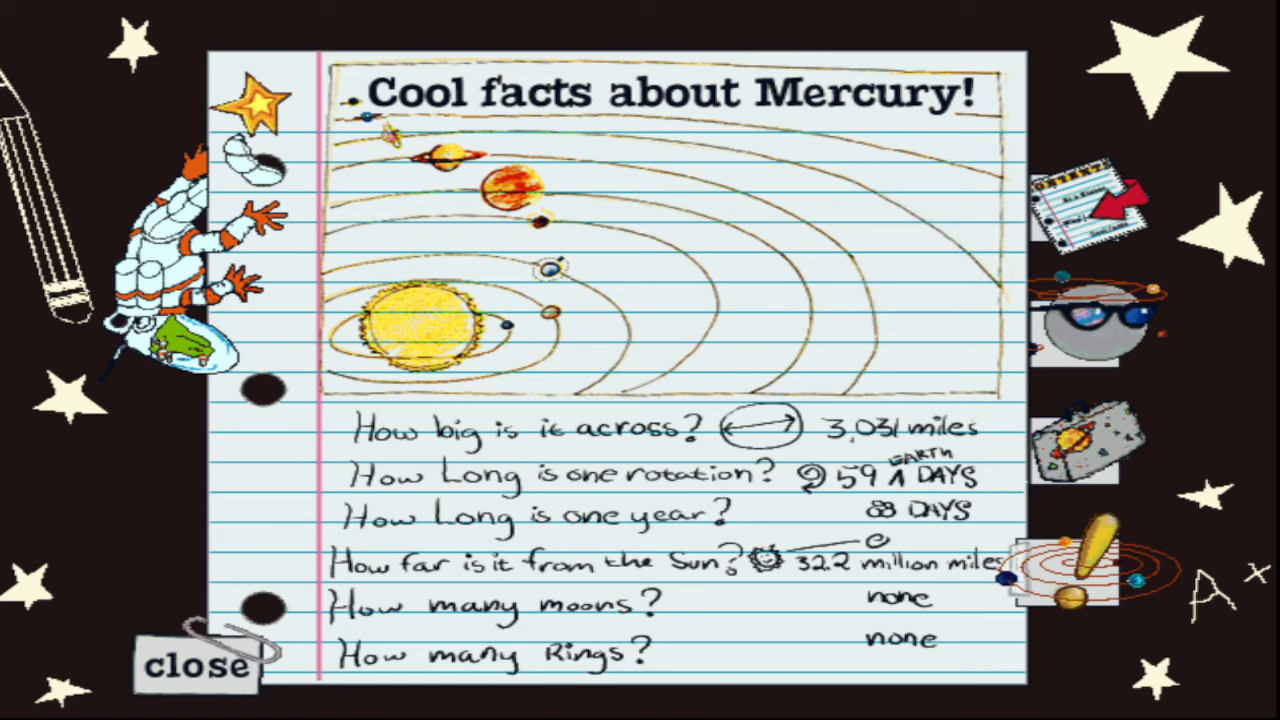 Cool facts about Mercury!
How big is it across? 3,031 miles
How Long is one rotation? 59 ^ EARTH DAYS
How Long is one year? 88 DAYS
How far is it from the Sun? 32.2 million miles
How many moons? none
How many Rings? none
close
A x